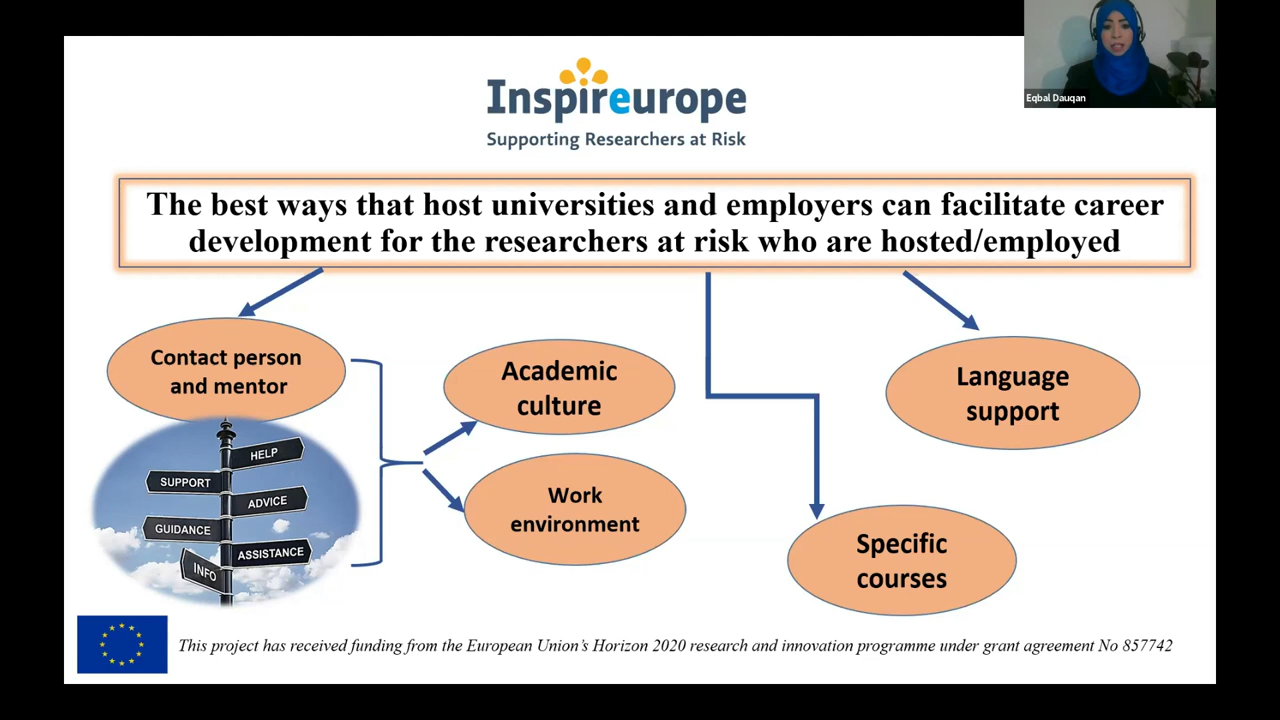 Inspireurope
Supporting Researchers at Risk
Eqbal Dauqan
The best ways that host universities and employers can facilitate career
development for the researchers at risk who are hosted/employed
Contact person
and mentor
HELP
SUPPORT
ADVICE
GUIDANCE
ASSISTANCE
INFO
Academic
culture
Work
environment
Specific
courses
Language
support
This project has received funding from the European Union's Horizon 2020 research and innovation programme under grant agreement No 857742